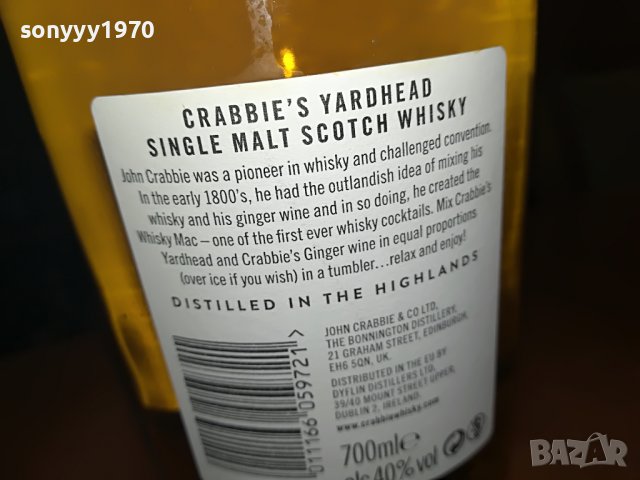 sonyyy1970
CRABBIE'S YARDHEAD
SINGLE MALT SCOTCH WHISKY
John Crabbie was a pioneer in whisky and challenged convention.
In the early 1800's, he had the outlandish idea of mixing his
whisky and his ginger wine and in so doing, he created the
Whisky Mac – one of the first ever whisky cocktails. Mix Crabbie's
Yardhead and Crabbie's Ginger wine in equal proportions
(over ice if you wish) in a tumbler...relax and enjoy!
DISTILLED IN THE HIGHLANDS
JOHN CRABBIE & CO LTD,
THE BONNINGTON DISTILLERY,
21 GRAHAM STREET, EDINBURGH,
EH6 5QN, UK.
DISTRIBUTED IN THE EU BY
DYFLIN DISTILLERS LTD,
39/40 MOUNT STREET UPPER,
DUBLIN 2, IRELAND.
www.crabbiewhisky.com
5011166 059721 >
700ml e
40%vol
BAZAR